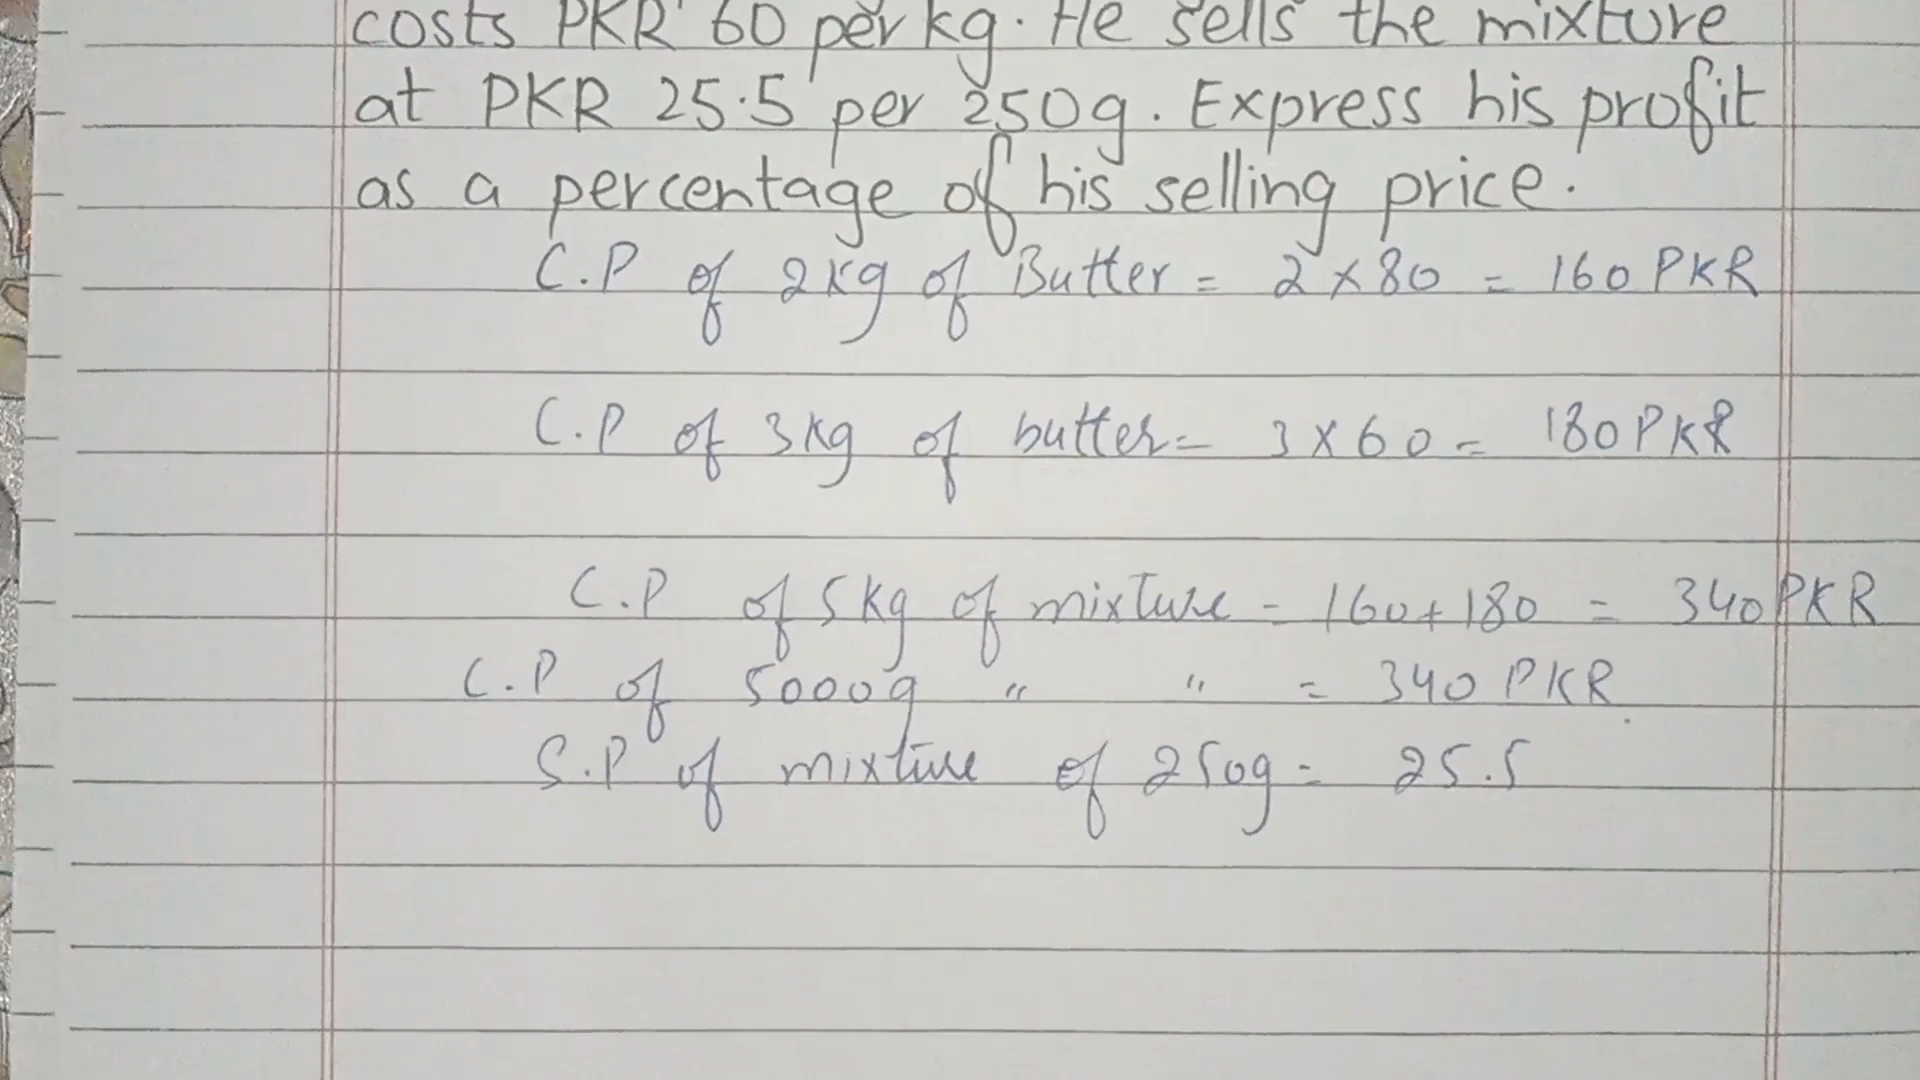 costs PKR 60 per kg. He sells the mixture
at PKR 25.5 per 250g. Express his profit
as a percentage of his selling price.
C.P of 2kg of Butter = 2 × 80 = 160 PKR
C.P of 3kg of butter = 3 × 60 = 180 PKR
C.P of 5kg of mixture = 160 + 180 = 340 PKR
C.P of 5000g " " = 340 PKR
S.P of mixture of 250g = 25.5